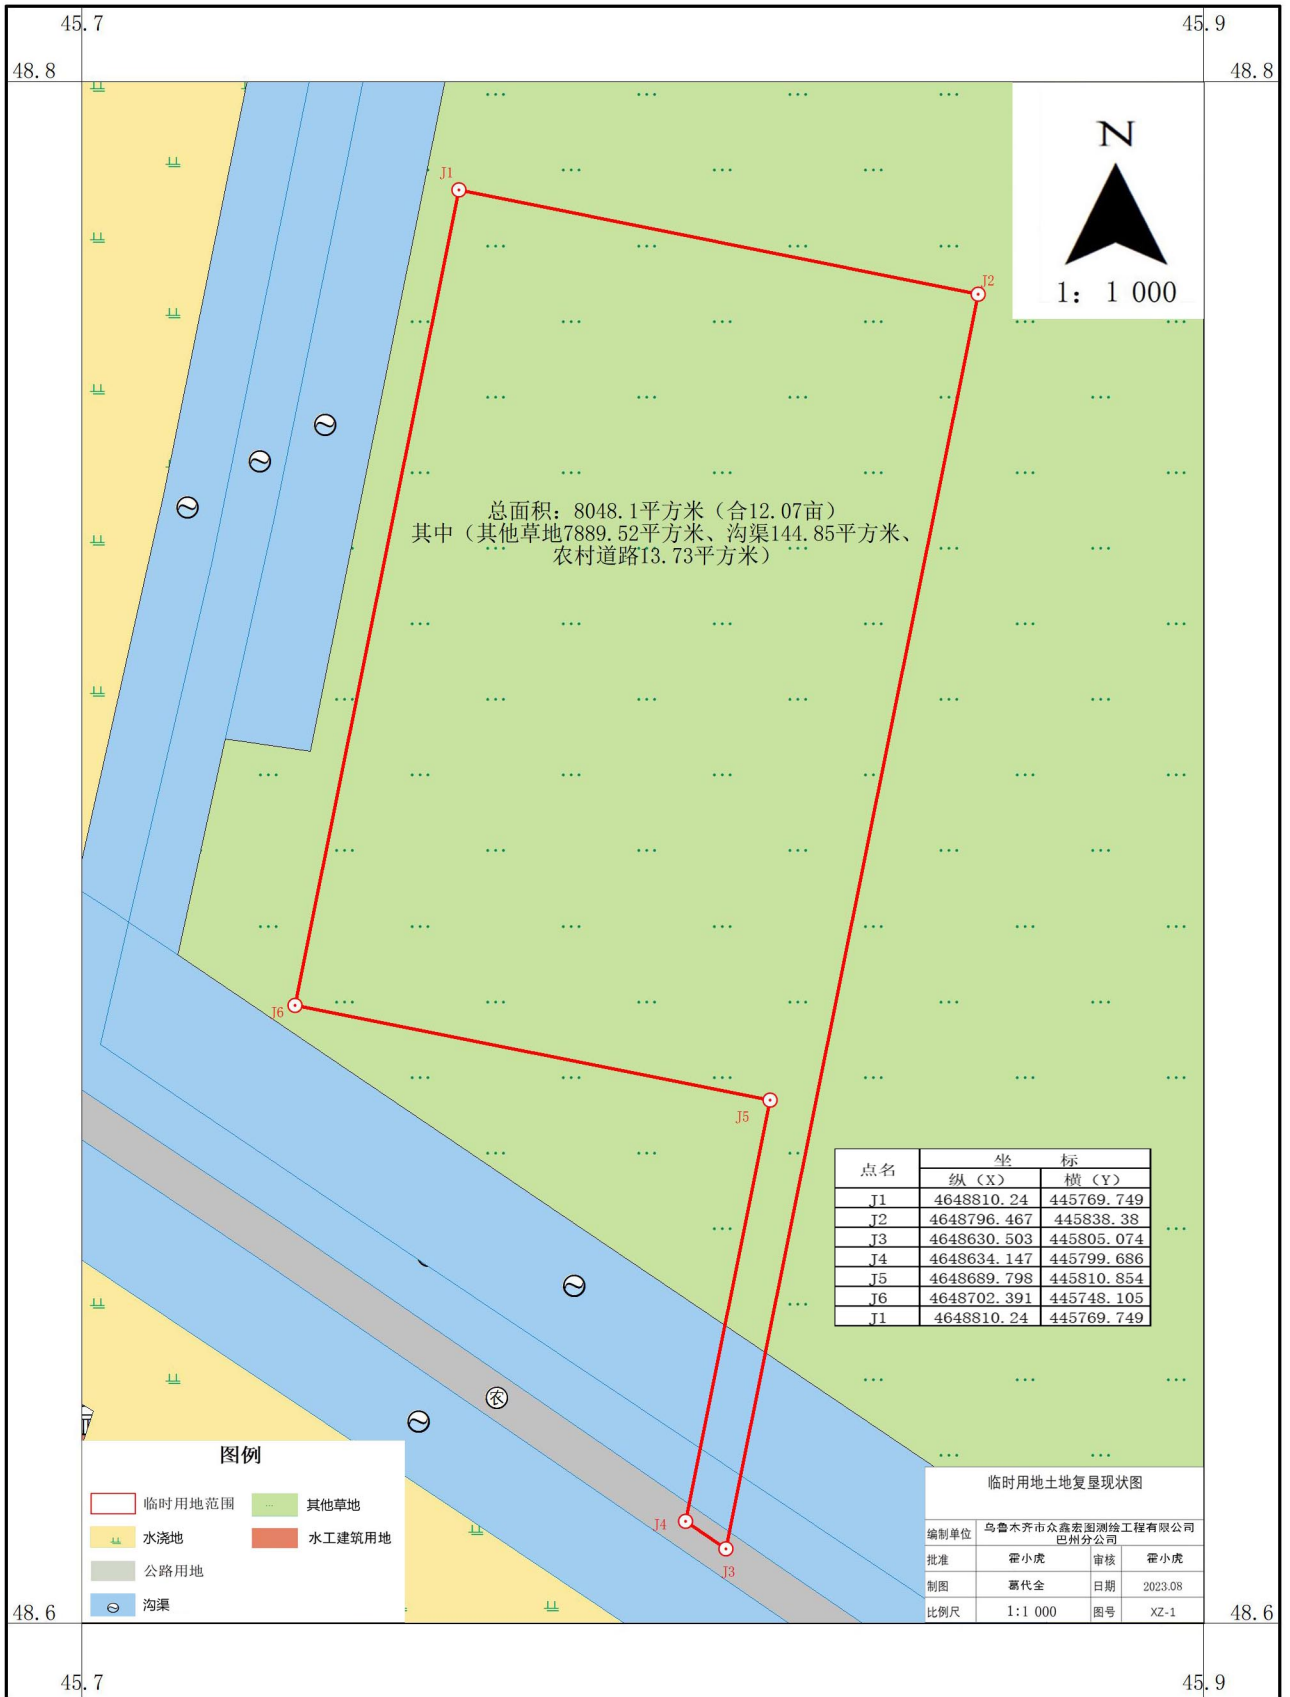 45.7
45.9
48.8
48.8
N
1: 1 000
J1
J2
总面积: 8048.1平方米（合12.07亩）
其中（其他草地7889.52平方米、沟渠144.85平方米、
农村道路13.73平方米）
J6
J5
点名 坐 标
纵（X） 横（Y）
J1 4648810.24 445769.749
J2 4648796.467 445838.38
J3 4648630.503 445805.074
J4 4648634.147 445799.686
J5 4648689.798 445810.854
J6 4648702.391 445748.105
J1 4648810.24 445769.749
农
J4
J3
图例
临时用地范围 其他草地
水浇地 水工建筑用地
公路用地
沟渠
临时用地土地复垦现状图
编制单位 乌鲁木齐市众鑫宏图测绘工程有限公司
巴州分公司
批准 霍小虎 审核 霍小虎
制图 葛代全 日期 2023.08
比例尺 1:1 000 图号 XZ-1
48.6
48.6
45.7
45.9